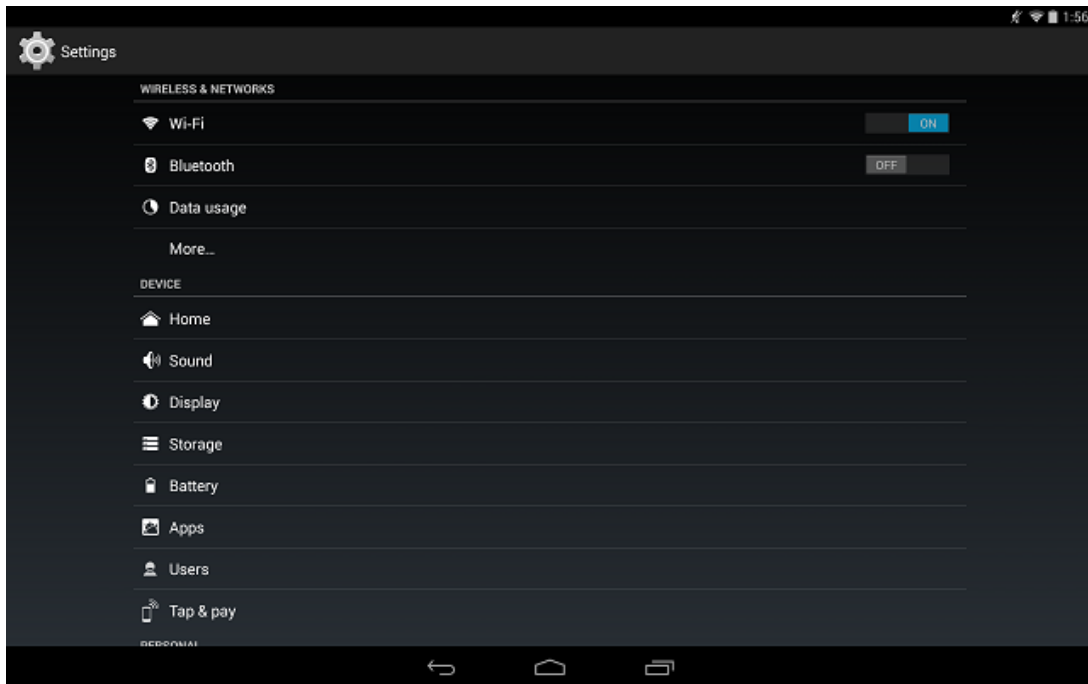 1:56
Settings
WIRELESS & NETWORKS
Wi-Fi
ON
Bluetooth
OFF
Data usage
More...
DEVICE
Home
Sound
Display
Storage
Battery
Apps
Users
Tap & pay
PERSONAL